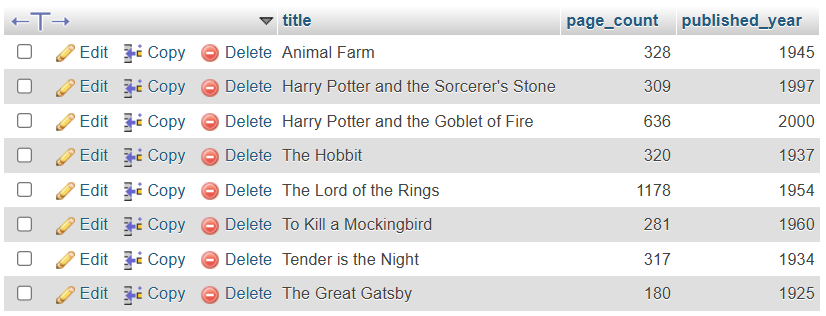 title page_count published_year
Edit Copy Delete Animal Farm 328 1945
Edit Copy Delete Harry Potter and the Sorcerer's Stone 309 1997
Edit Copy Delete Harry Potter and the Goblet of Fire 636 2000
Edit Copy Delete The Hobbit 320 1937
Edit Copy Delete The Lord of the Rings 1178 1954
Edit Copy Delete To Kill a Mockingbird 281 1960
Edit Copy Delete Tender is the Night 317 1934
Edit Copy Delete The Great Gatsby 180 1925